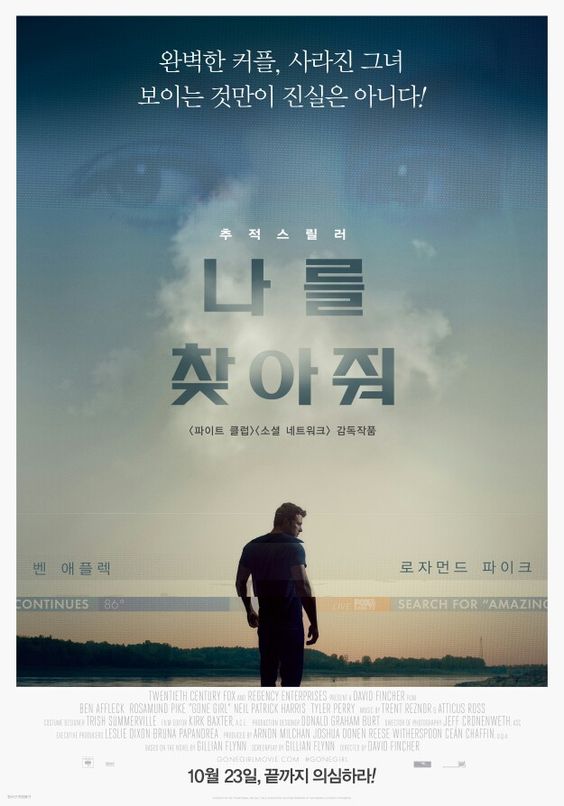 완벽한 커플, 사라진 그녀
보이는 것만이 진실은 아니다!
추적스릴러
나를
찾아줘
<파이트 클럽><소셜 네트워크> 감독작품
벤 애플렉
로자먼드 파이크
CONTINUES 86° LIVE SEARCH FOR "AMAZING
TWENTIETH CENTURY FOX AND REGENCY ENTERPRISES PRESENT A DAVID FINCHER FILM
BEN AFFLECK ROSAMUND PIKE "GONE GIRL" NEIL PATRICK HARRIS TYLER PERRY MUSIC BY TRENT REZNOR & ATTICUS ROSS
COSTUME DESIGNER TRISH SUMMERVILLE FILM EDITOR KIRK BAXTER, A.C.E. PRODUCTION DESIGNER DONALD GRAHAM BURT DIRECTOR OF PHOTOGRAPHY JEFF CRONENWETH, ASC
EXECUTIVE PRODUCERS LESLIE DIXON BRUNA PAPANDREA PRODUCED BY ARNON MILCHAN JOSHUA DONEN REESE WITHERSPOON CEÁN CHAFFIN, p.g.a.
BASED ON THE NOVEL BY GILLIAN FLYNN SCREENPLAY BY GILLIAN FLYNN DIRECTED BY DAVID FINCHER
GONEGIRLMOVIE.COM #GONEGIRL
10월 23일, 끝까지 의심하라!